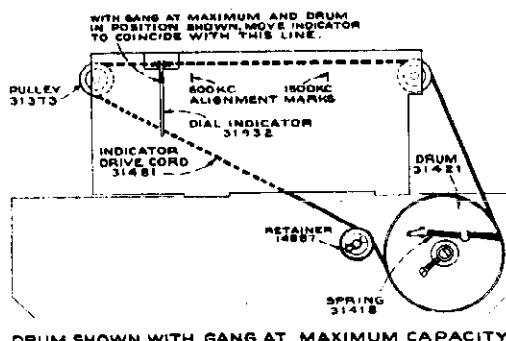 WITH GANG AT MAXIMUM, AND DRUM
IN POSITION SHOWN, MOVE INDICATOR
TO COINCIDE WITH THIS LINE.
PULLEY
31373
600KC 1500KC
ALIGNMENT MARKS
DIAL INDICATOR
31932
INDICATOR
DRIVE CORD
31481
DRUM
31421
RETAINER
14887
SPRING
31418
DRUM SHOWN WITH GANG AT MAXIMUM CAPACITY